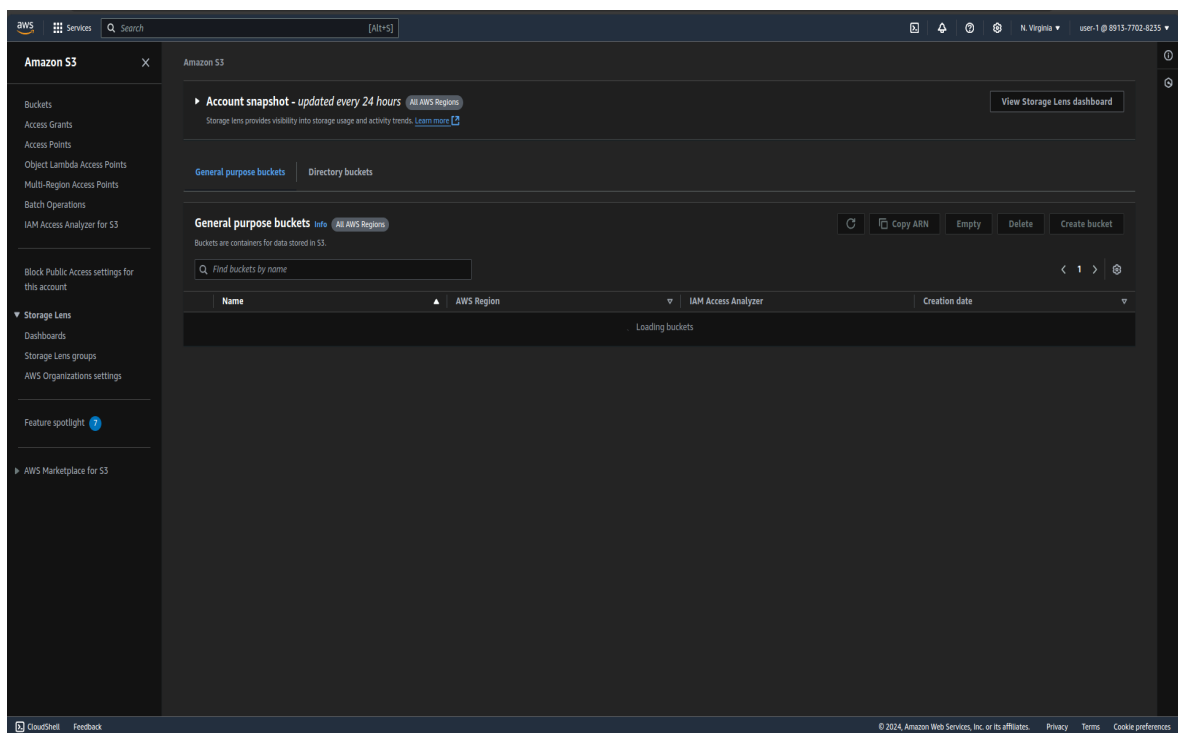 aws
Services
Search
[Alt+S]
N. Virginia
user-1 @ 8913-7702-8235
Amazon S3
Buckets
Access Grants
Access Points
Object Lambda Access Points
Multi-Region Access Points
Batch Operations
IAM Access Analyzer for S3
Block Public Access settings for
this account
Storage Lens
Dashboards
Storage Lens groups
AWS Organizations settings
Feature spotlight 7
AWS Marketplace for S3
Amazon S3
Account snapshot - updated every 24 hours All AWS Regions
View Storage Lens dashboard
Storage lens provides visibility into storage usage and activity trends. Learn more
General purpose buckets
Directory buckets
General purpose buckets Info All AWS Regions
Copy ARN
Empty
Delete
Create bucket
Buckets are containers for data stored in S3.
Find buckets by name
1
Name
AWS Region
IAM Access Analyzer
Creation date
Loading buckets
CloudShell
Feedback
© 2024, Amazon Web Services, Inc. or its affiliates.
Privacy
Terms
Cookie preferences